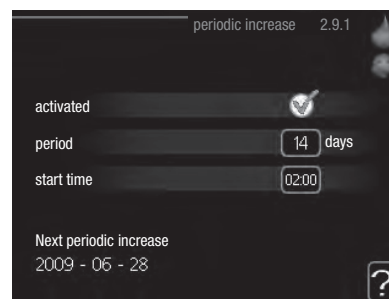 periodic increase 2.9.1
activated
period 14 days
start time 02:00
Next periodic increase
2009 - 06 - 28
?